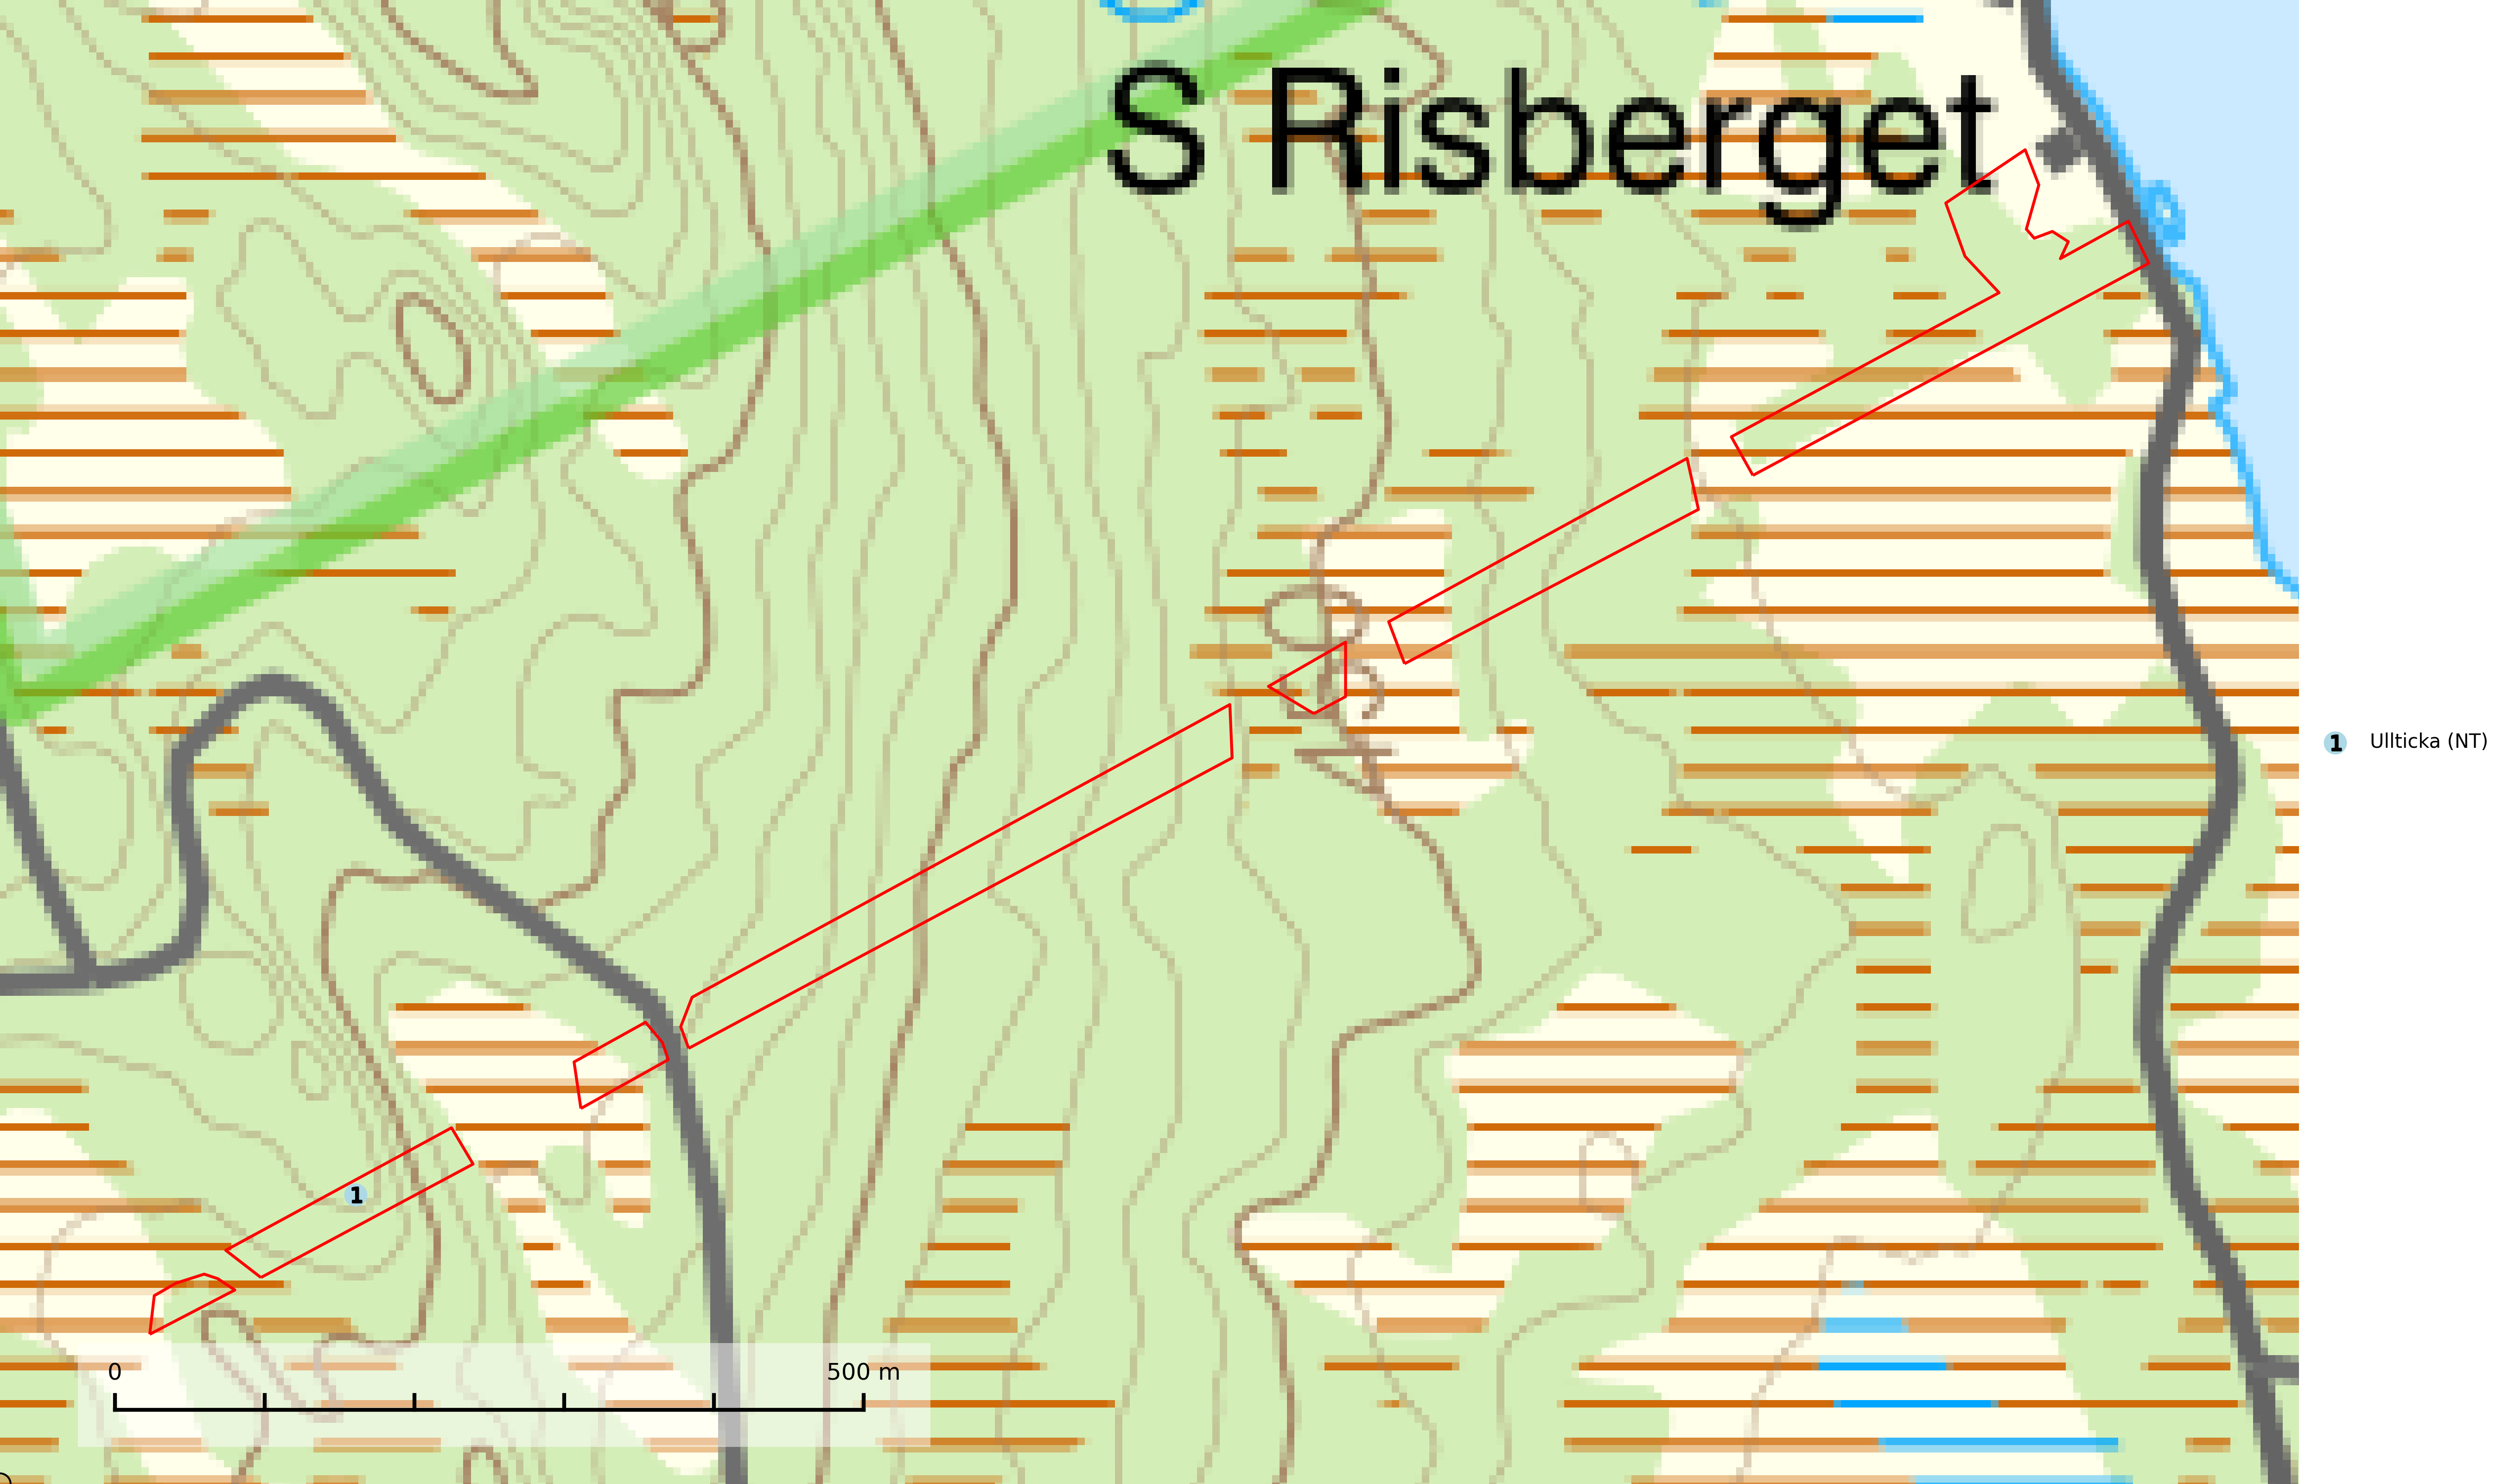 S Risberget
1 Ullticka (NT)
1
0 500 m